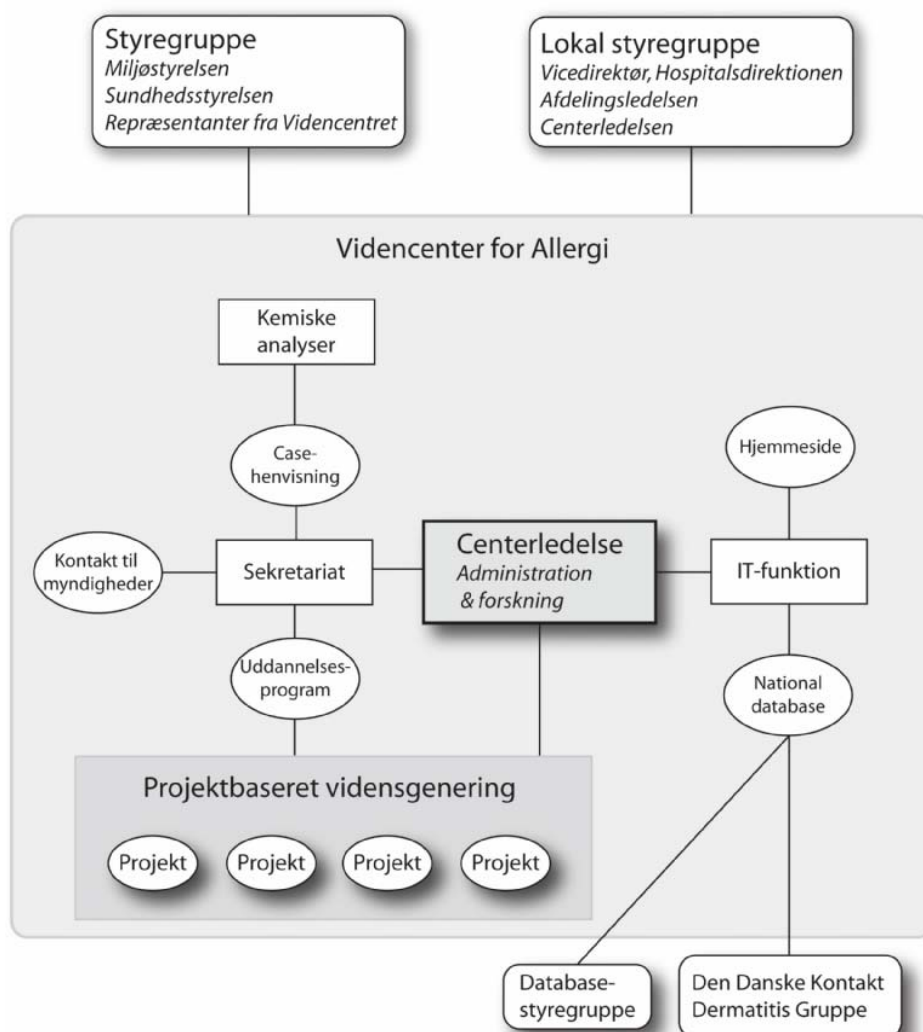 Styregruppe
Miljøstyrelsen
Sundhedsstyrelsen
Repræsentanter fra Videncentret
Lokal styregruppe
Vicedirektør, Hospitalsdirektionen
Afdelingsledelsen
Centerledelsen
Videncenter for Allergi
Kemiske
analyser
Case-
henvisning
Hjemmeside
Kontakt til
myndigheder
Sekretariat
Centerledelse
Administration
& forskning
IT-funktion
Uddannelses-
program
National
database
Projektbaseret vidensgenering
Projekt
Projekt
Projekt
Projekt
Database-
styregruppe
Den Danske Kontakt
Dermatitis Gruppe